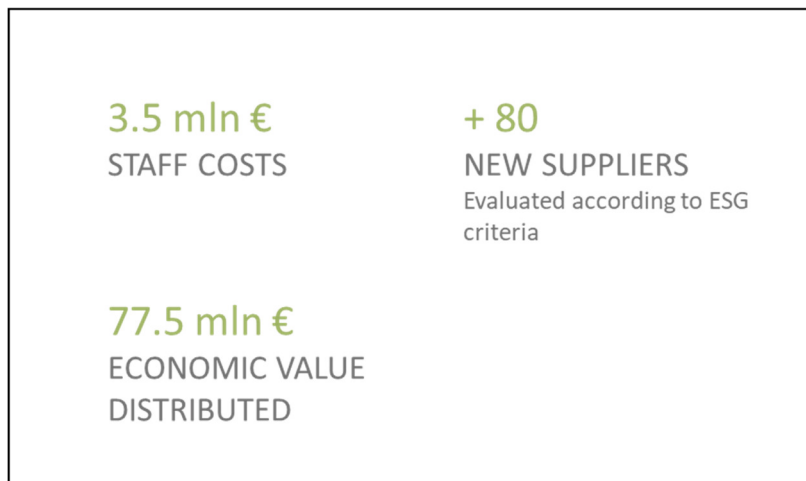 3.5 mln €
STAFF COSTS
+ 80
NEW SUPPLIERS
Evaluated according to ESG
criteria
77.5 mln €
ECONOMIC VALUE
DISTRIBUTED